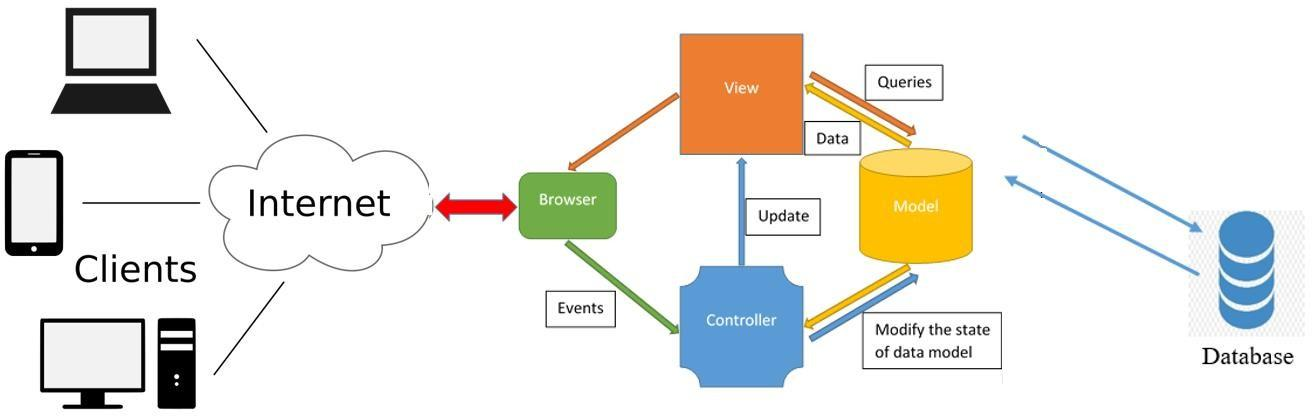 View
Queries
Data
Internet
Browser
Update
Model
Clients
Events
Controller
Modify the state
of data model
Database